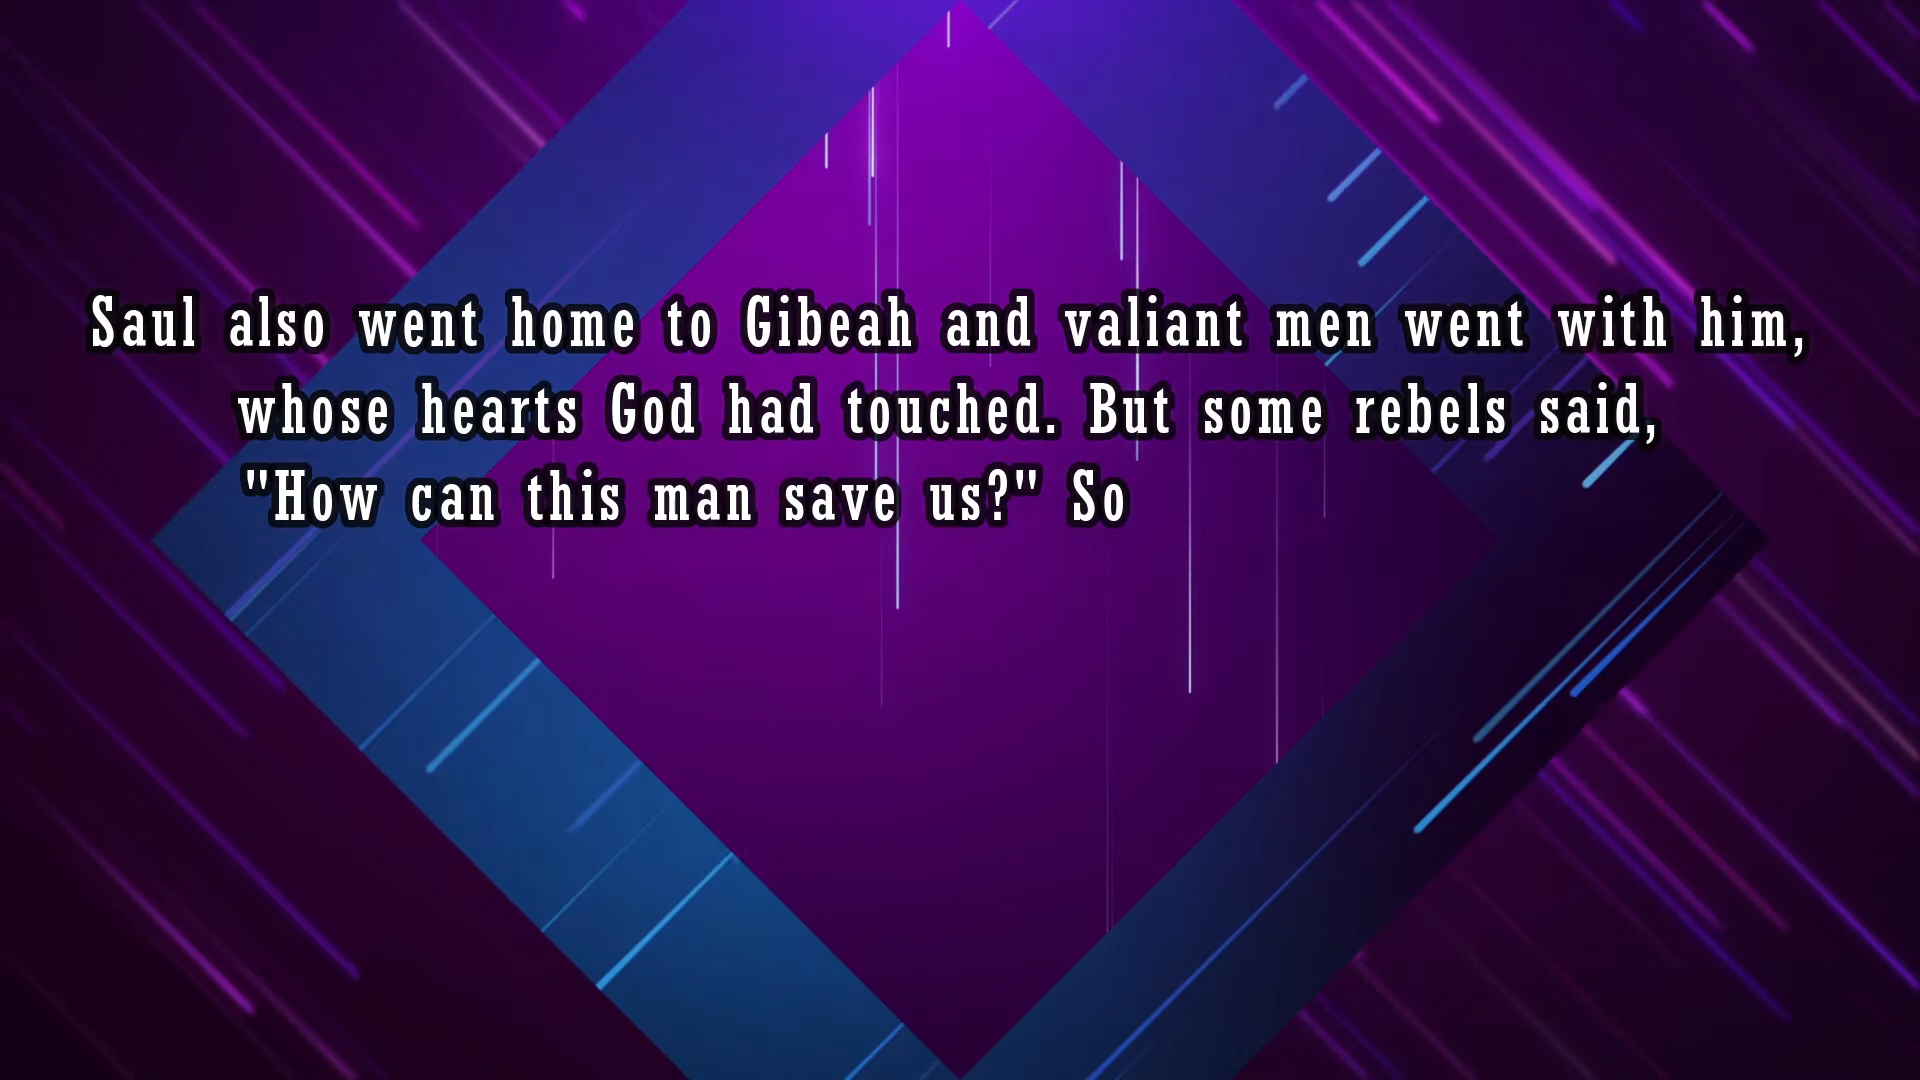 Saul also went home to Gibeah and valiant men went with him,
whose hearts God had touched. But some rebels said,
"How can this man save us?" So